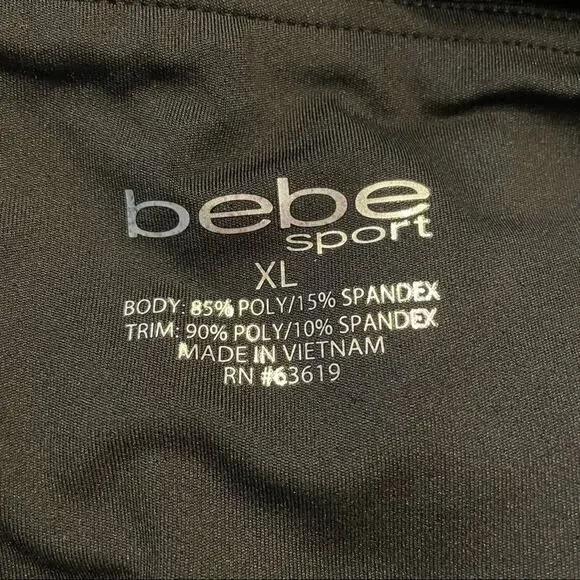 bebe
sport
XL
BODY: 85% POLY/15% SPANDEX
TRIM: 90% POLY/10% SPANDEX
MADE IN VIETNAM
RN #63619